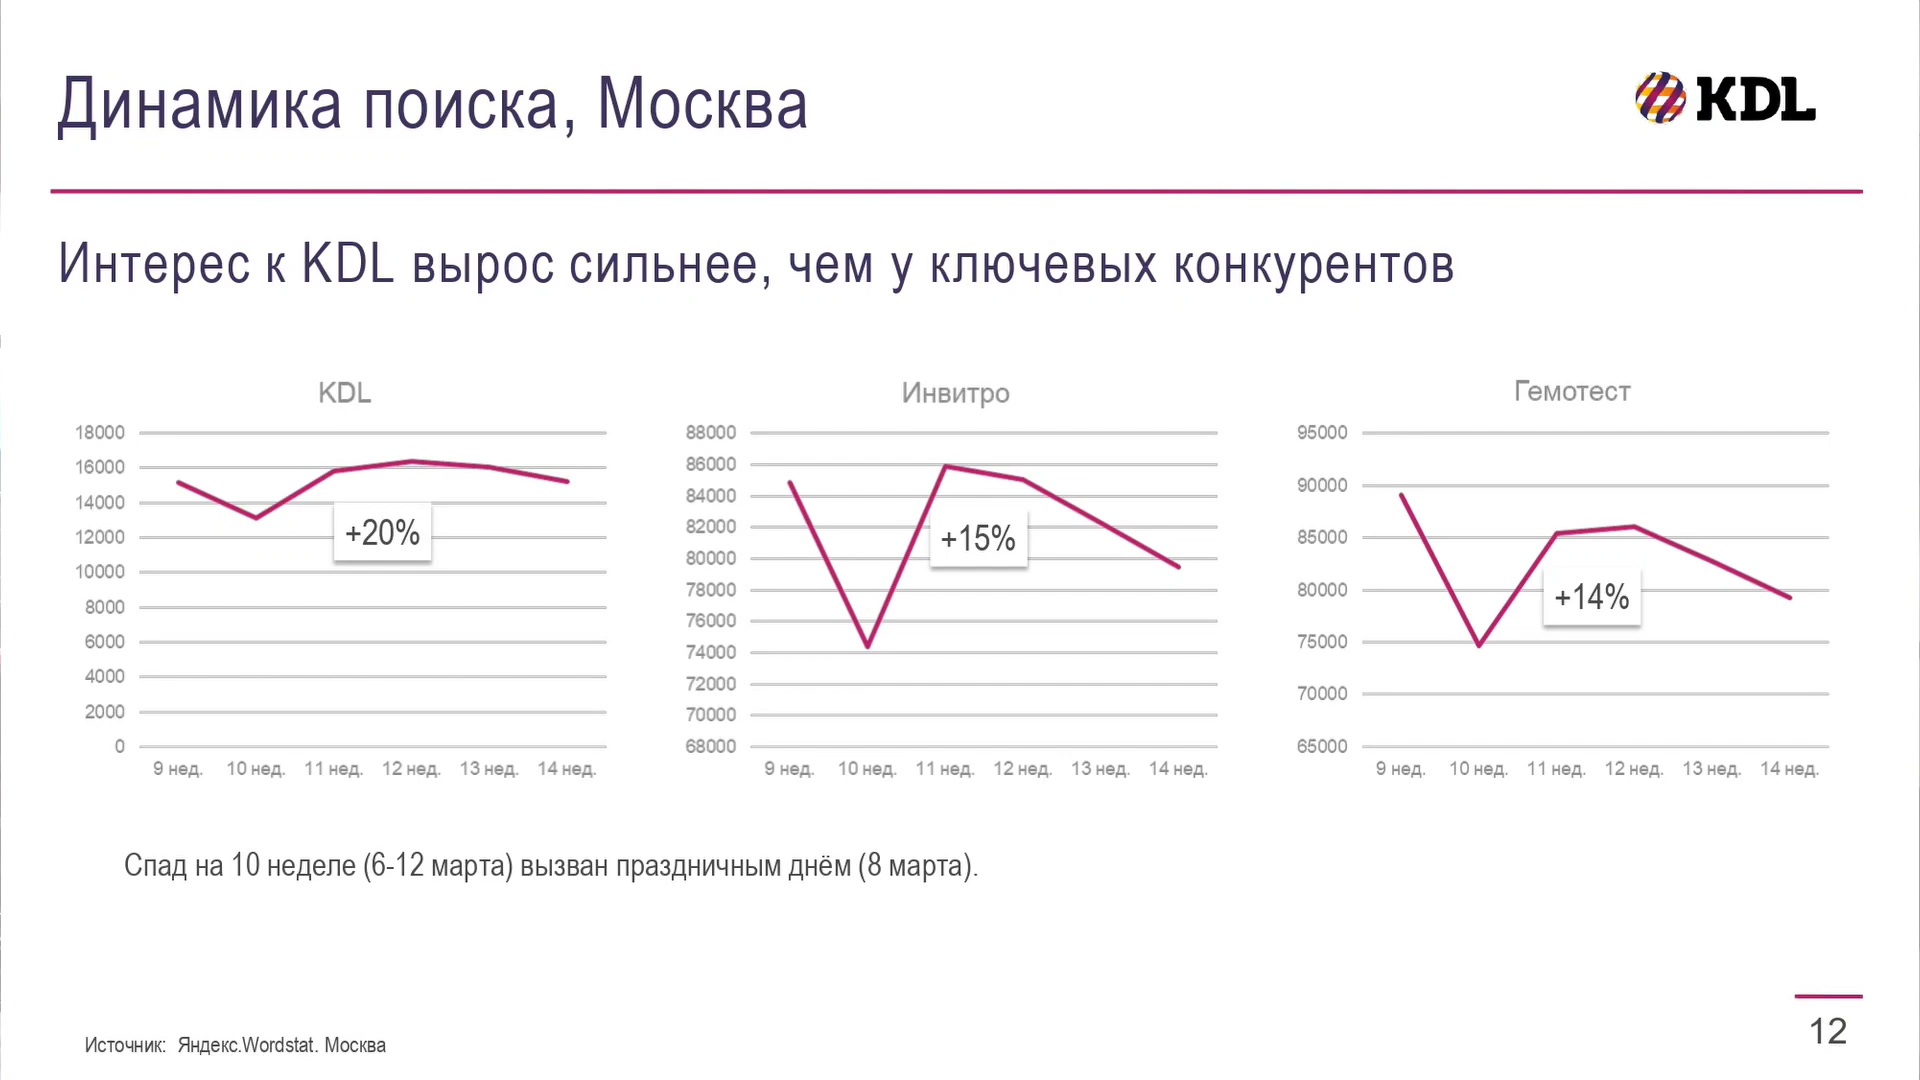 Динамика поиска, Москва
KDL
Интерес к KDL вырос сильнее, чем у ключевых конкурентов
KDL
18000
16000
14000
12000
10000
8000
6000
4000
2000
0
+20%
9 нед. 10 нед. 11 нед. 12 нед. 13 нед. 14 нед.
Инвитро
88000
86000
84000
82000
80000
78000
76000
74000
72000
70000
68000
+15%
9 нед. 10 нед. 11 нед. 12 нед. 13 нед. 14 нед.
Гемотест
95000
90000
85000
80000
75000
70000
65000
+14%
9 нед. 10 нед. 11 нед. 12 нед. 13 нед. 14 нед.
Спад на 10 неделе (6-12 марта) вызван праздничным днём (8 марта).
Источник: Яндекс.Wordstat. Москва
12